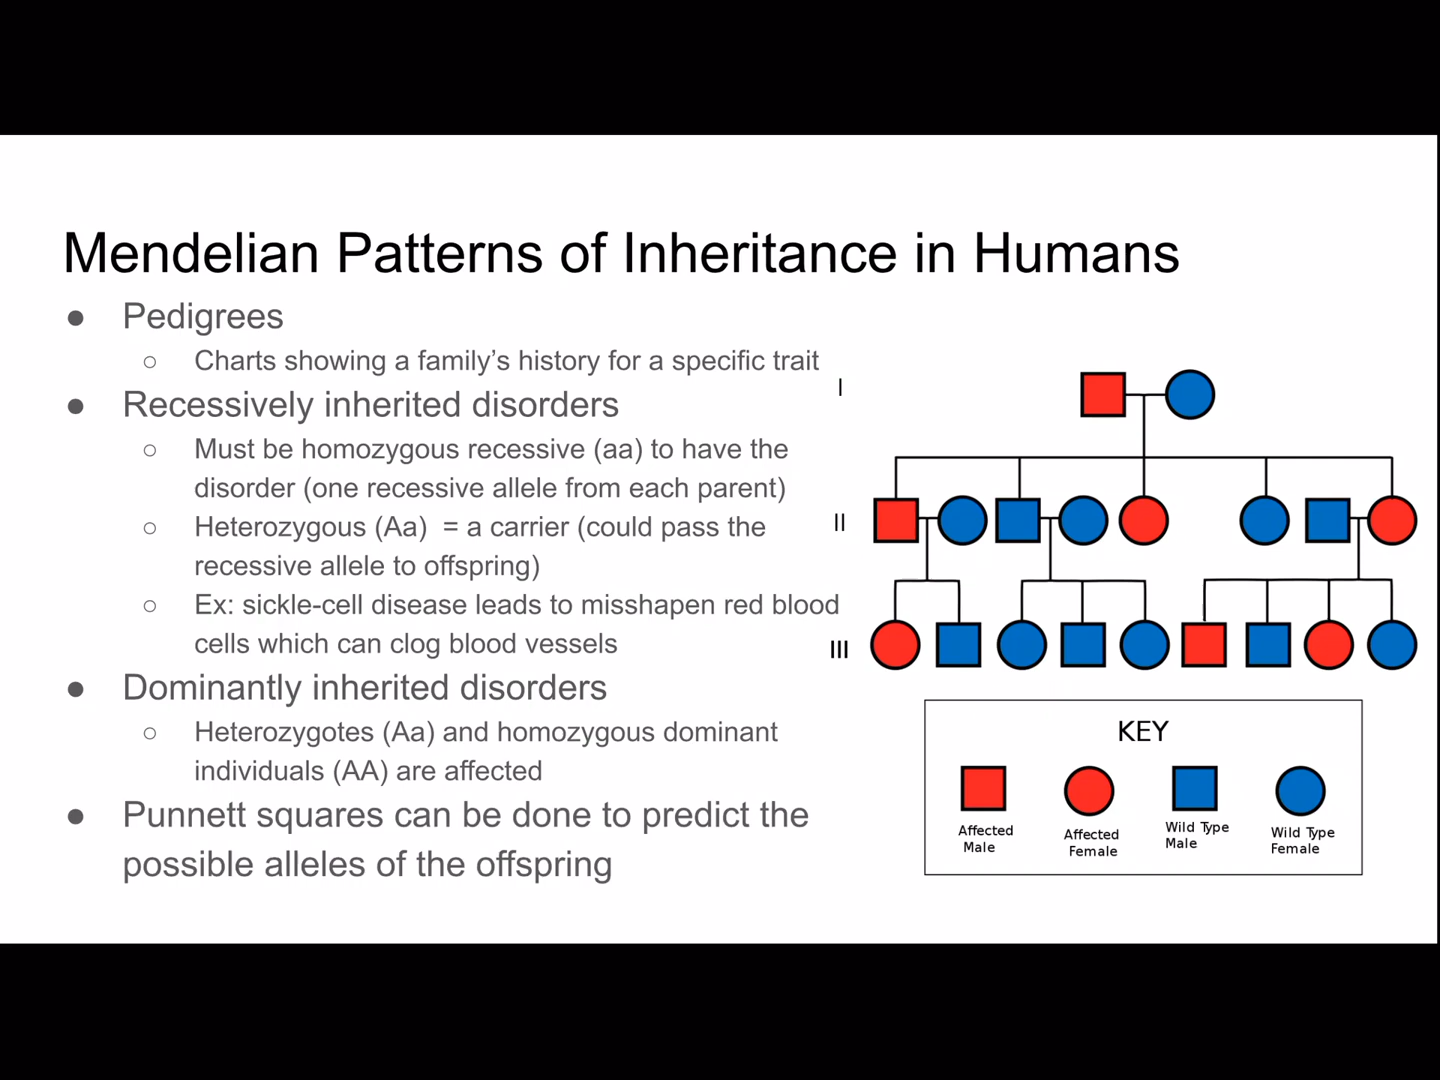 Mendelian Patterns of Inheritance in Humans
● Pedigrees
○ Charts showing a family's history for a specific trait
● Recessively inherited disorders
○ Must be homozygous recessive (aa) to have the
disorder (one recessive allele from each parent)
○ Heterozygous (Aa) = a carrier (could pass the
recessive allele to offspring)
○ Ex: sickle-cell disease leads to misshapen red blood
cells which can clog blood vessels
● Dominantly inherited disorders
○ Heterozygotes (Aa) and homozygous dominant
individuals (AA) are affected
● Punnett squares can be done to predict the
possible alleles of the offspring
I
II
III
KEY
Affected
Male
Affected
Female
Wild Type
Male
Wild Type
Female